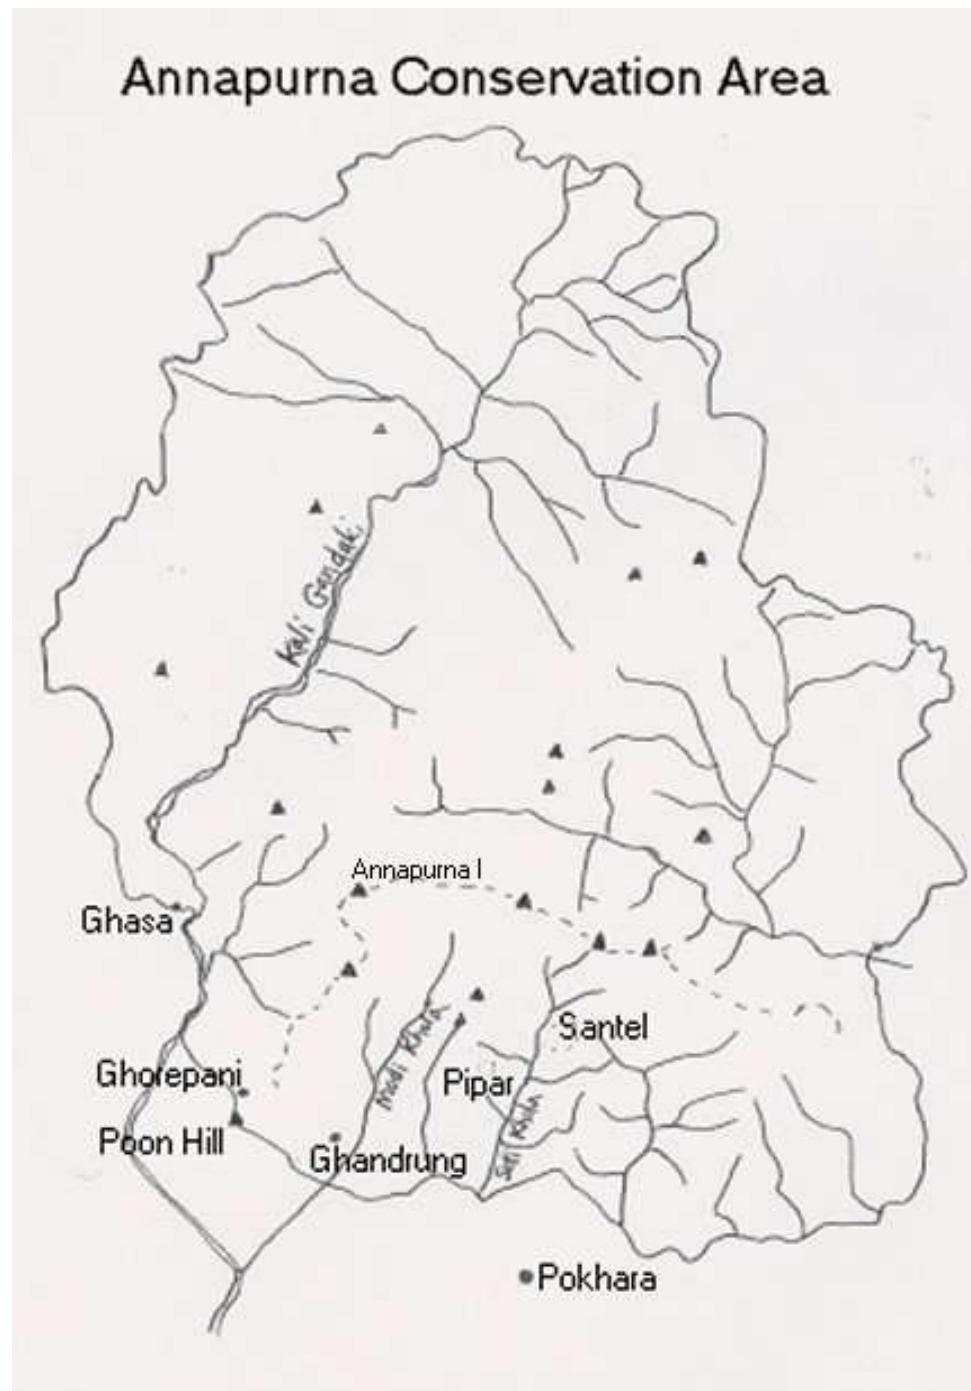 Annapurna Conservation Area
Kali Gandaki
Annapurna I
Ghasa
Santel
Modi Khola
Ghorepani
Pipar
Seti Khola
Poon Hill
Ghandrung
Pokhara